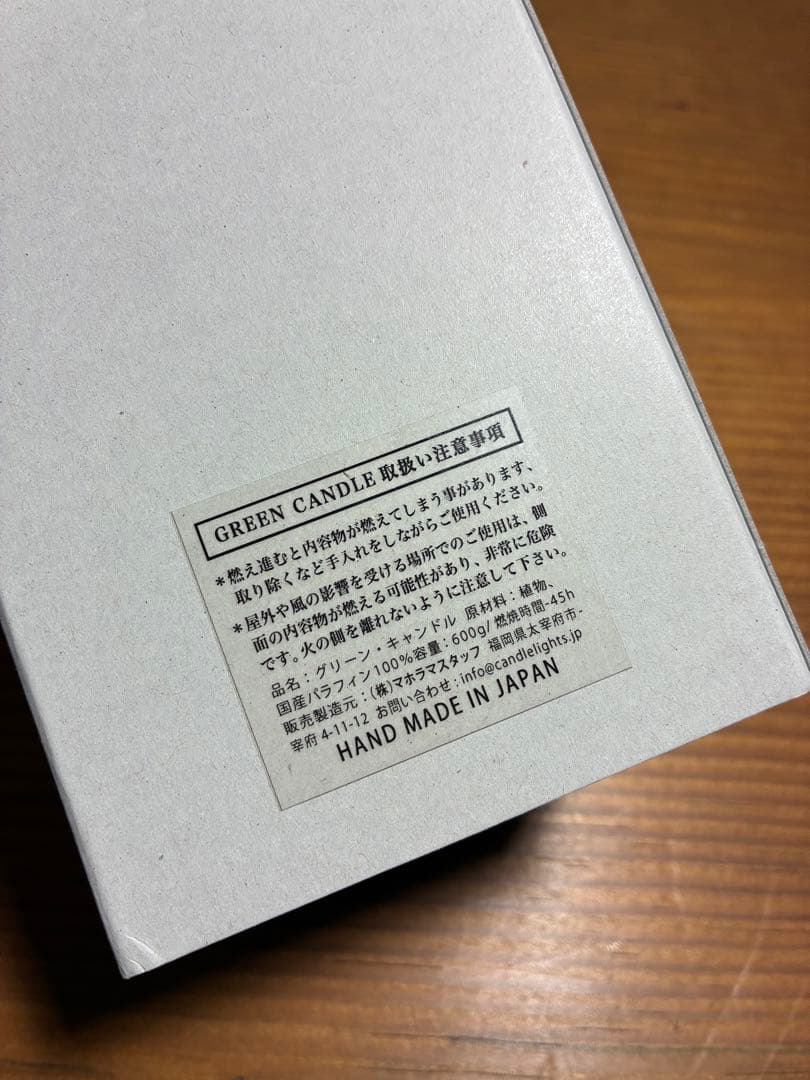 GREEN CANDLE 取扱い注意事項
*燃え進むと内容物が燃えてしまう事があります、
取り除くなど手入れをしながらご使用ください。
*屋外や風の影響を受ける場所でのご使用は、側
面の内容物が燃える可能性があり、非常に危険
です。火の側を離れないように注意して下さい。
品名：グリーン・キャンドル 原材料：植物、
国産パラフィン100%容量：600g/燃焼時間-45h
販売製造元：(株)マホラマスタッフ 福岡県太宰府市-
宰府4-11-12 お問い合わせ：info@candlelights.jp
HAND MADE IN JAPAN